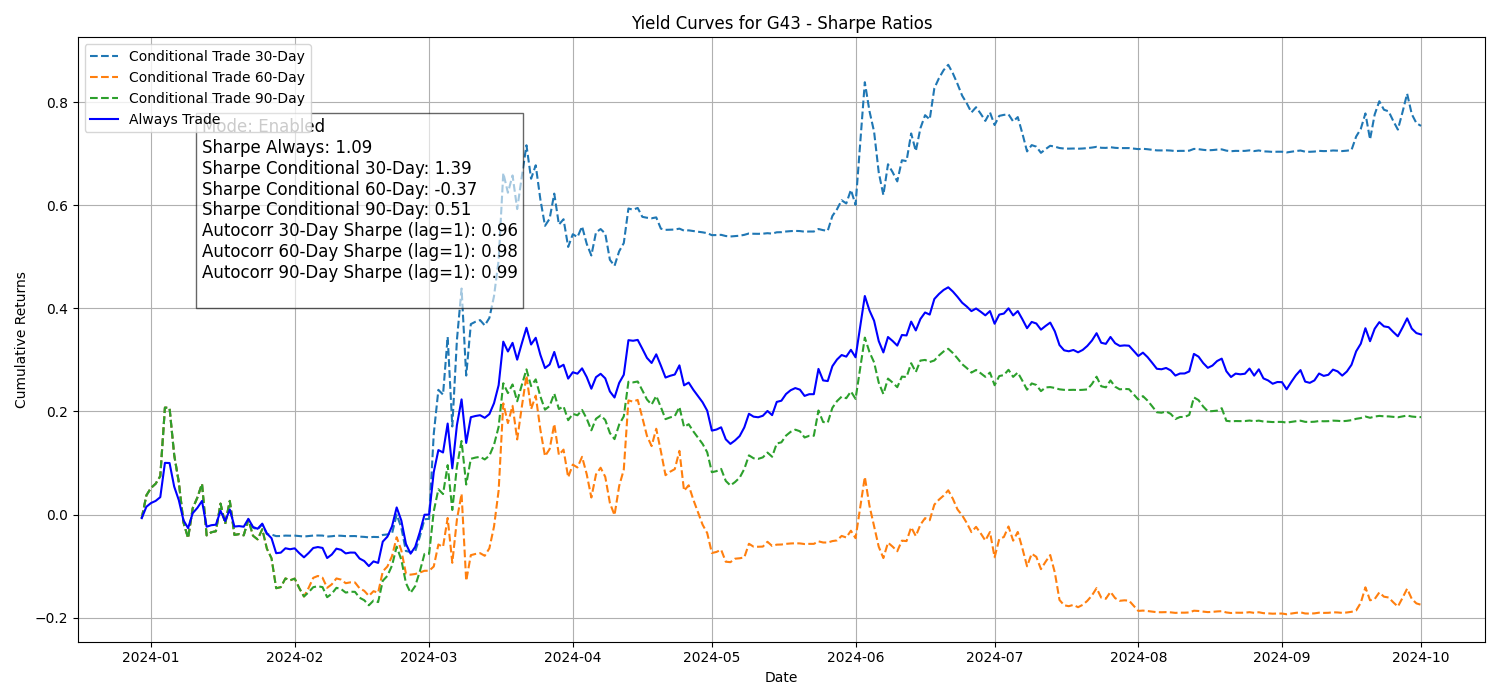 Yield Curves for G43 - Sharpe Ratios
Conditional Trade 30-Day
Conditional Trade 60-Day
Conditional Trade 90-Day
Always Trade
Mode: Enabled
Sharpe Always: 1.09
Sharpe Conditional 30-Day: 1.39
Sharpe Conditional 60-Day: -0.37
Sharpe Conditional 90-Day: 0.51
Autocorr 30-Day Sharpe (lag=1): 0.96
Autocorr 60-Day Sharpe (lag=1): 0.98
Autocorr 90-Day Sharpe (lag=1): 0.99
Cumulative Returns
0.8
0.6
0.4
0.2
0.0
−0.2
2024-01 2024-02 2024-03 2024-04 2024-05 2024-06 2024-07 2024-08 2024-09 2024-10
Date